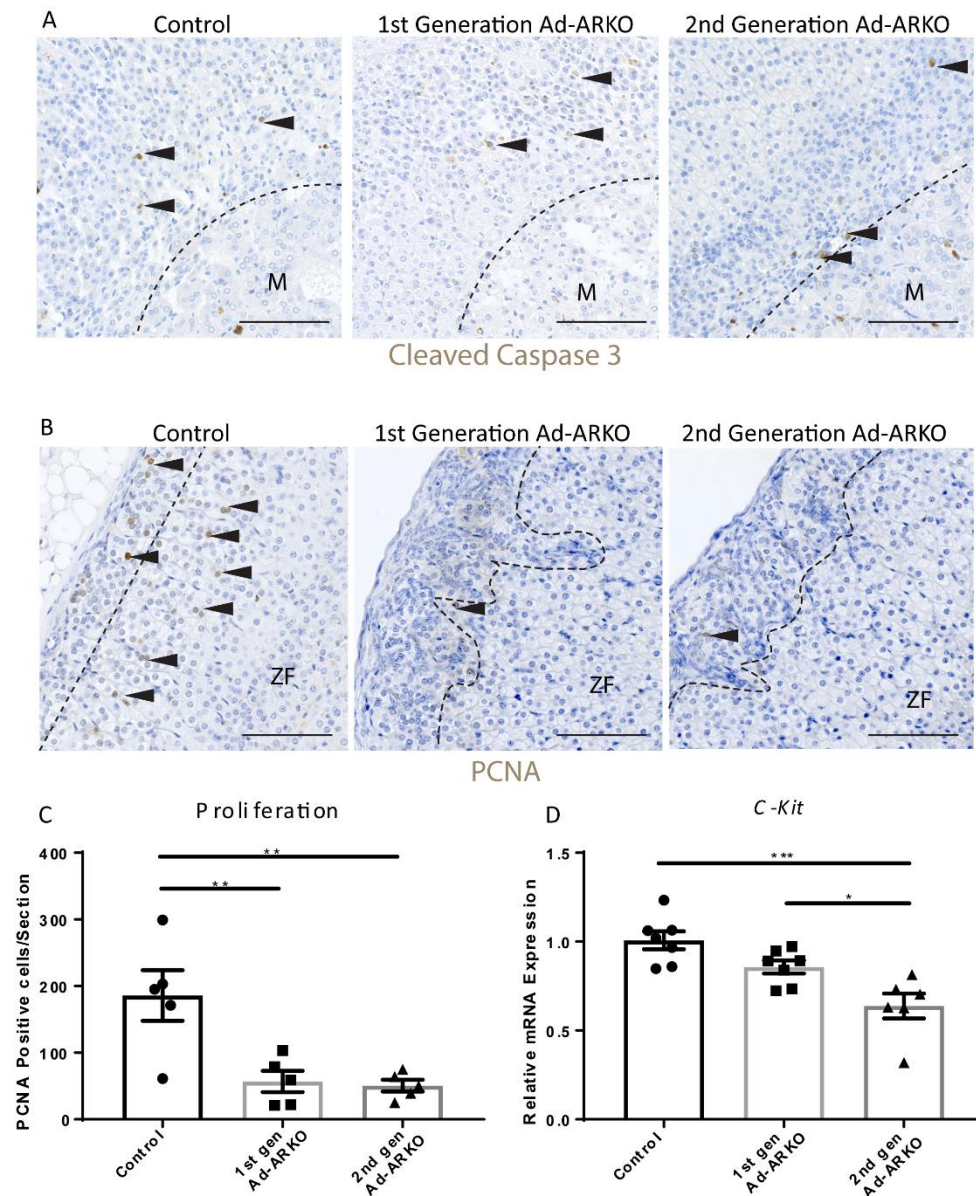 A
Control
1st Generation Ad-ARKO
2nd Generation Ad-ARKO
M
M
M
Cleaved Caspase 3
B
Control
1st Generation Ad-ARKO
2nd Generation Ad-ARKO
ZF
ZF
ZF
PCNA
C
Proliferation
PCNA Positive cells/Section
400
300
200
100
0
**
**
Control
1st gen
Ad-ARKO
2nd gen
Ad-ARKO
D
C-Kit
Relative mRNA Expression
1.5
1.0
0.5
0.0
***
*
Control
1st gen
Ad-ARKO
2nd gen
Ad-ARKO